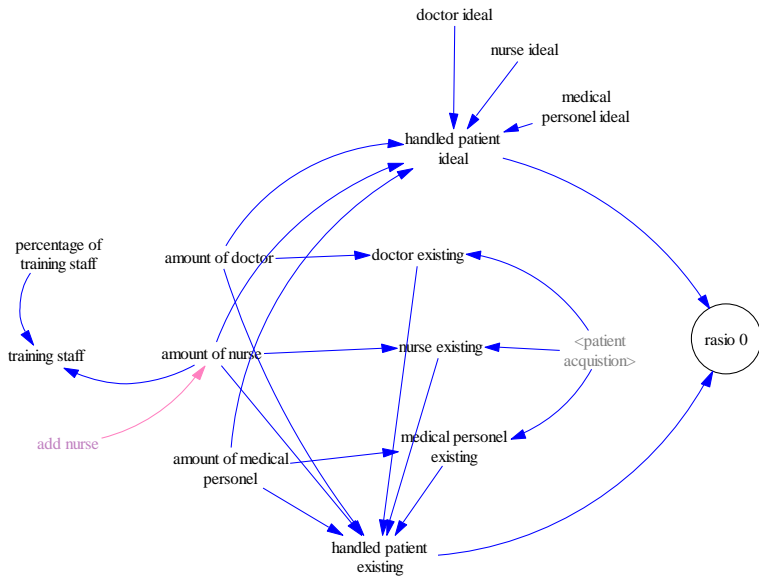 doctor ideal
nurse ideal
medical
personel ideal
handled patient
ideal
percentage of
training staff
amount of doctor
doctor existing
training staff
amount of nurse
nurse existing
<patient
acquistion>
rasio 0
add nurse
medical personel
existing
amount of medical
personel
handled patient
existing